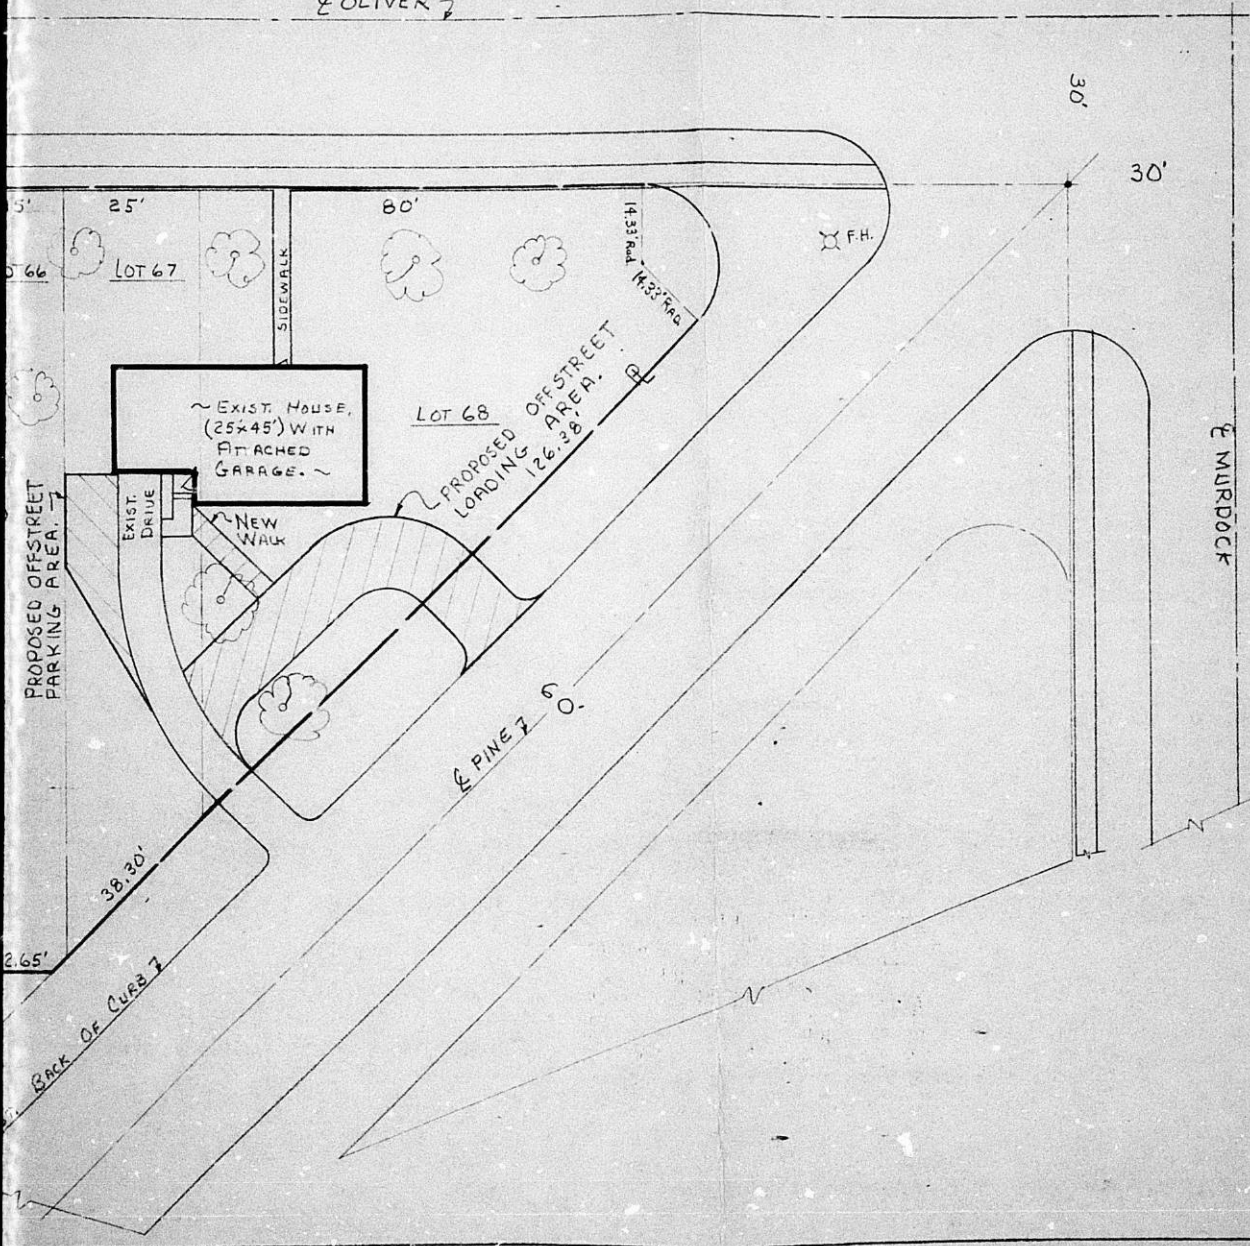 ℄ OLIVER
30'
30'
5'
25'
80'
14.33' Rad.
14.33' RAD.
F.H.
OT 66
LOT 67
SIDEWALK
~ EXIST. HOUSE,
(25'x45') WITH
ATTACHED
GARAGE. ~
LOT 68
PROPOSED OFFSTREET
LOADING AREA.
126.38'
℄ MURDOCK
PROPOSED OFFSTREET
PARKING AREA.
EXIST.
DRIVE
NEW
WALK
℄ PINE
60'
38.30'
2.65'
BACK OF CURB